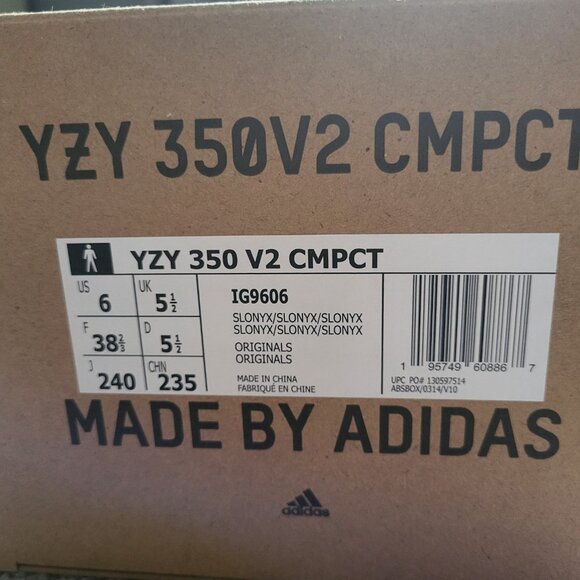 YZY 350V2 CMPCT
YZY 350 V2 CMPCT
US 6 UK 5½
F 38⅔ D 5½
J 240 CHN 235
IG9606
SLONYX/SLONYX/SLONYX
SLONYX/SLONYX/SLONYX
ORIGINALS
ORIGINALS
MADE IN CHINA
FABRIQUÉ EN CHINE
1 95749 60886 7
UPC PO# 130597514
ABSBOX/0314/V10
MADE BY ADIDAS
adidas